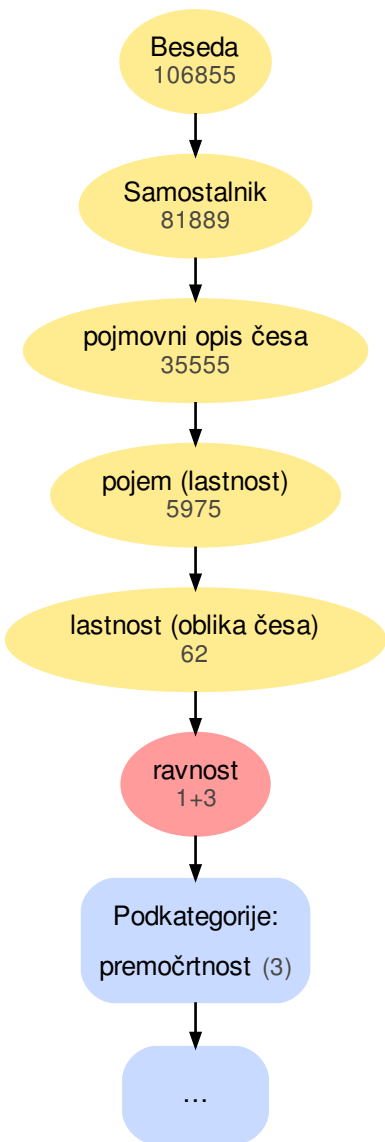 Beseda
106855
Samostalnik
81889
pojmovni opis česa
35555
pojem (lastnost)
5975
lastnost (oblika česa)
62
ravnost
1+3
Podkategorije:
premočrtnost (3)
...